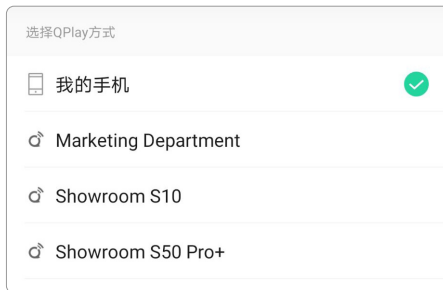 选择QPlay方式
我的手机
Marketing Department
Showroom S10
Showroom S50 Pro+